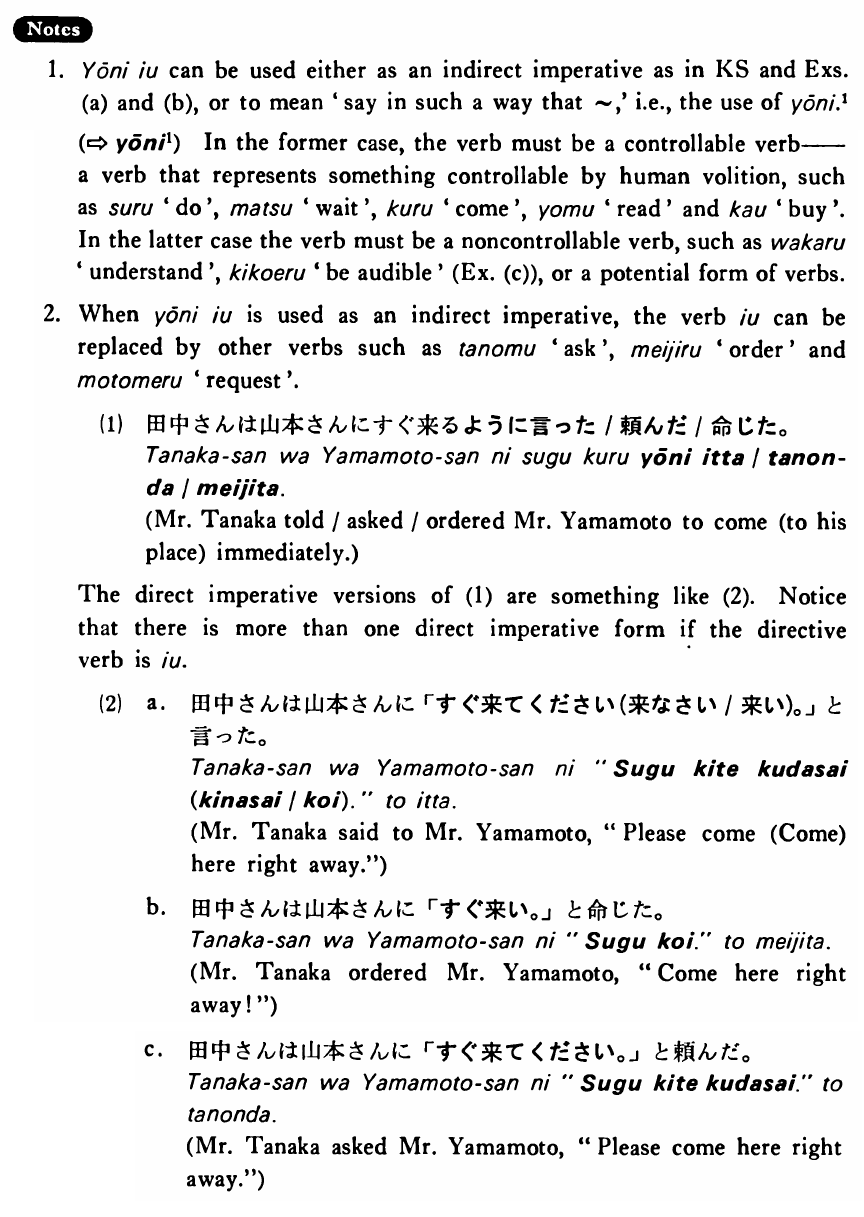 Notes
1. Yōni iu can be used either as an indirect imperative as in KS and Exs.
(a) and (b), or to mean ‘say in such a way that ～,’ i.e., the use of yōni.¹
(⇨ yōni¹) In the former case, the verb must be a controllable verb——
a verb that represents something controllable by human volition, such
as suru ‘do’, matsu ‘wait’, kuru ‘come’, yomu ‘read’ and kau ‘buy’.
In the latter case the verb must be a noncontrollable verb, such as wakaru
‘understand’, kikoeru ‘be audible’ (Ex. (c)), or a potential form of verbs.
2. When yōni iu is used as an indirect imperative, the verb iu can be
replaced by other verbs such as tanomu ‘ask’, meijiru ‘order’ and
motomeru ‘request’.
(1) 田中さんは山本さんにすぐ来るように言った / 頼んだ / 命じた。
Tanaka-san wa Yamamoto-san ni sugu kuru yōni itta / tanon-
da / meijita.
(Mr. Tanaka told / asked / ordered Mr. Yamamoto to come (to his
place) immediately.)
The direct imperative versions of (1) are something like (2). Notice
that there is more than one direct imperative form if the directive
verb is iu.
(2) a. 田中さんは山本さんに「すぐ来てください(来なさい / 来い)。」と
言った。
Tanaka-san wa Yamamoto-san ni “Sugu kite kudasai
(kinasai / koi).” to itta.
(Mr. Tanaka said to Mr. Yamamoto, “Please come (Come)
here right away.”)
b. 田中さんは山本さんに「すぐ来い。」と命じた。
Tanaka-san wa Yamamoto-san ni “Sugu koi.” to meijita.
(Mr. Tanaka ordered Mr. Yamamoto, “Come here right
away!”)
c. 田中さんは山本さんに「すぐ来てください。」と頼んだ。
Tanaka-san wa Yamamoto-san ni “Sugu kite kudasai.” to
tanonda.
(Mr. Tanaka asked Mr. Yamamoto, “Please come here right
away.”)